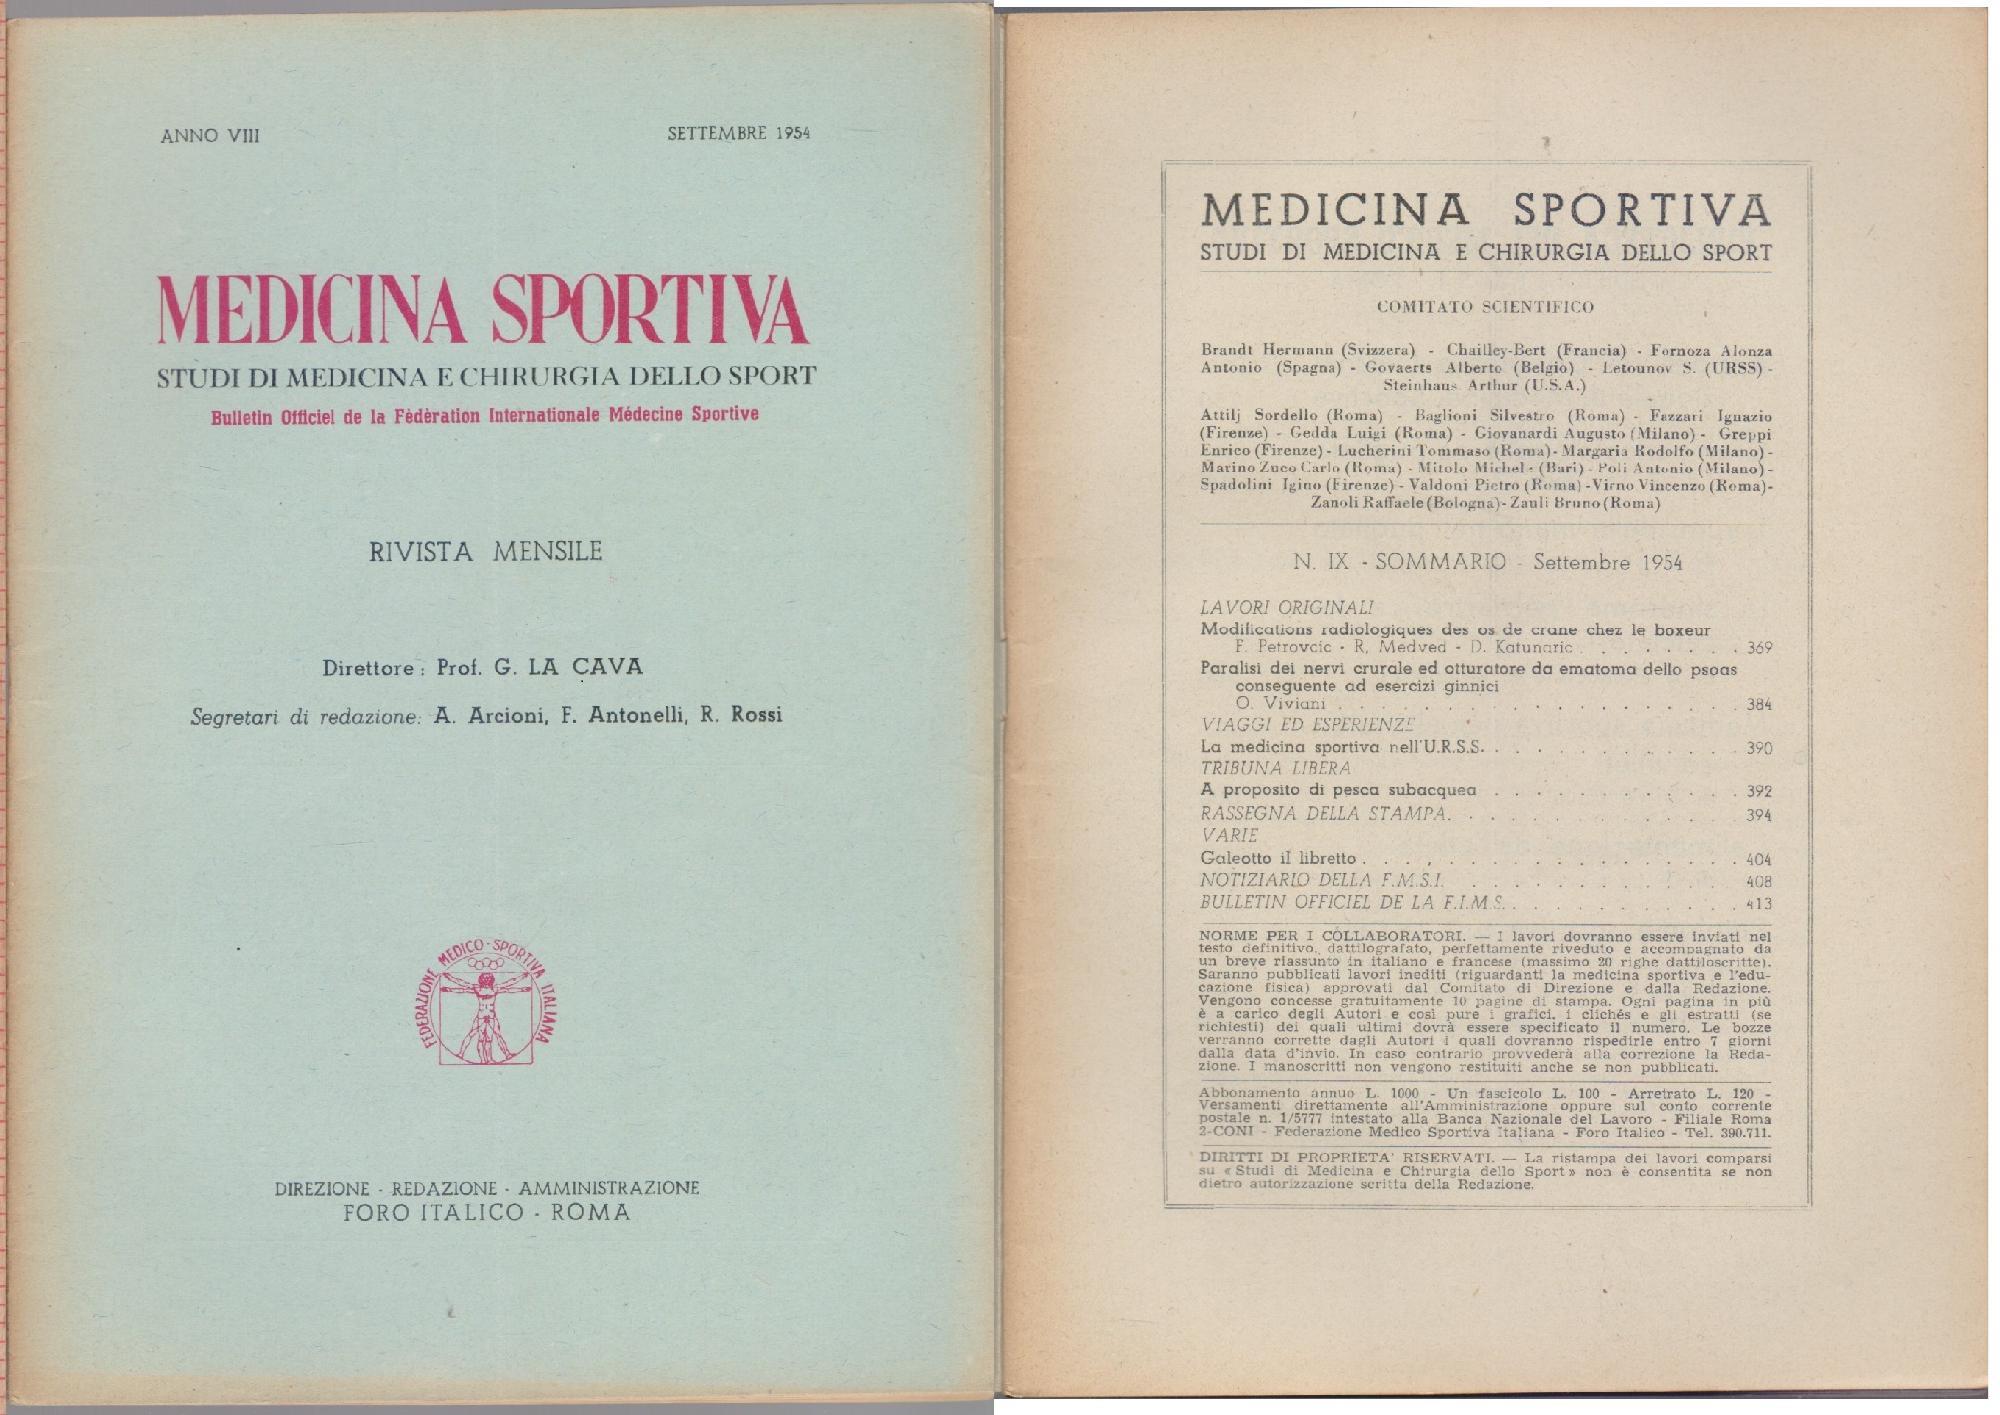 ANNO VIII
SETTEMBRE 1954
MEDICINA SPORTIVA
STUDI DI MEDICINA E CHIRURGIA DELLO SPORT
Bulletin Officiel de la Fèdèration Internationale Médecine Sportive
RIVISTA MENSILE
Direttore: Prof. G. LA CAVA
Segretari di redazione: A. Arcioni, F. Antonelli, R. Rossi
FEDERAZIONE MEDICO-SPORTIVA ITALIANA
DIREZIONE - REDAZIONE - AMMINISTRAZIONE
FORO ITALICO - ROMA
MEDICINA SPORTIVA
STUDI DI MEDICINA E CHIRURGIA DELLO SPORT
COMITATO SCIENTIFICO
Brandt Hermann (Svizzera) - Chailley-Bert (Francia) - Fornoza Alonza
Antonio (Spagna) - Govaerts Alberto (Belgio) - Letounov S. (URSS) -
Steinhaus Arthur (U.S.A.)
Attilj Sordello (Roma) - Baglioni Silvestro (Roma) - Fazzari Ignazio
(Firenze) - Gedda Luigi (Roma) - Giovanardi Augusto (Milano) - Greppi
Enrico (Firenze) - Lucherini Tommaso (Roma) - Margaria Rodolfo (Milano) -
Marino Zuco Carlo (Roma) - Mitolo Michele (Bari) - Poli Antonio (Milano) -
Spadolini Igino (Firenze) - Valdoni Pietro (Roma) - Virno Vincenzo (Roma) -
Zanoli Raffaele (Bologna) - Zauli Bruno (Roma)
N. IX - SOMMARIO - Settembre 1954
LAVORI ORIGINALI
Modifications radiologiques des os de crane chez le boxeur
F. Petrovcic - R, Medved - D. Katunaric . . . . . . . . 369
Paralisi dei nervi crurale ed otturatore da ematoma dello psoas
conseguente ad esercizi ginnici
O. Viviani . . . . . . . . . . . . . . . . . . 384
VIAGGI ED ESPERIENZE
La medicina sportiva nell'U.R.S.S. . . . . . . . . . . . 390
TRIBUNA LIBERA
A proposito di pesca subacquea . . . . . . . . . . . . 392
RASSEGNA DELLA STAMPA. . . . . . . . . . . . . 394
VARIE
Galeotto il libretto . . . . . . . . . . . . . . . . . 404
NOTIZIARIO DELLA F.M.S.I. . . . . . . . . . . . . 408
BULLETIN OFFICIEL DE LA F.I.M.S. . . . . . . . . . . 413
NORME PER I COLLABORATORI. — I lavori dovranno essere inviati nel
testo definitivo, dattilografato, perfettamente riveduto e accompagnato da
un breve riassunto in italiano e francese (massimo 20 righe dattiloscritte).
Saranno pubblicati lavori inediti (riguardanti la medicina sportiva e l'edu-
cazione fisica) approvati dal Comitato di Direzione e dalla Redazione.
Vengono concesse gratuitamente 10 pagine di stampa. Ogni pagina in più
è a carico degli Autori e così pure i grafici, i clichés e gli estratti (se
richiesti) dei quali ultimi dovrà essere specificato il numero. Le bozze
verranno corrette dagli Autori i quali dovranno rispedirle entro 7 giorni
dalla data d'invio. In caso contrario provvederà alla correzione la Reda-
zione. I manoscritti non vengono restituiti anche se non pubblicati.
Abbonamento annuo L. 1000 - Un fascicolo L. 100 - Arretrato L. 120 -
Versamenti direttamente all'Amministrazione oppure sul conto corrente
postale n. 1/5777 intestato alla Banca Nazionale del Lavoro - Filiale Roma
2-CONI - Federazione Medico Sportiva Italiana - Foro Italico - Tel. 390.711.
DIRITTI DI PROPRIETA' RISERVATI. — La ristampa dei lavori comparsi
su «Studi di Medicina e Chirurgia dello Sport» non è consentita se non
dietro autorizzazione scritta della Redazione.